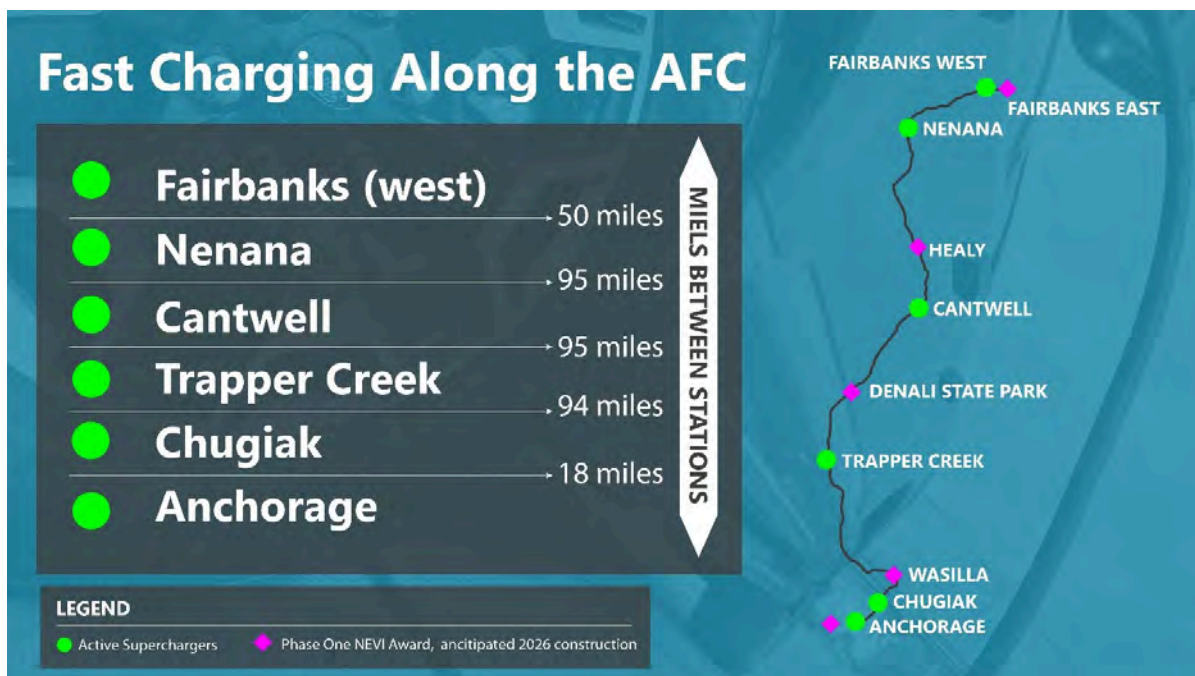 Fast Charging Along the AFC
Fairbanks (west)
50 miles
Nenana
95 miles
Cantwell
95 miles
Trapper Creek
94 miles
Chugiak
18 miles
Anchorage
MIELS BETWEEN STATIONS
LEGEND
Active Superchargers
Phase One NEVI Award, ancitipated 2026 construction
FAIRBANKS WEST
FAIRBANKS EAST
NENANA
HEALY
CANTWELL
DENALI STATE PARK
TRAPPER CREEK
WASILLA
CHUGIAK
ANCHORAGE